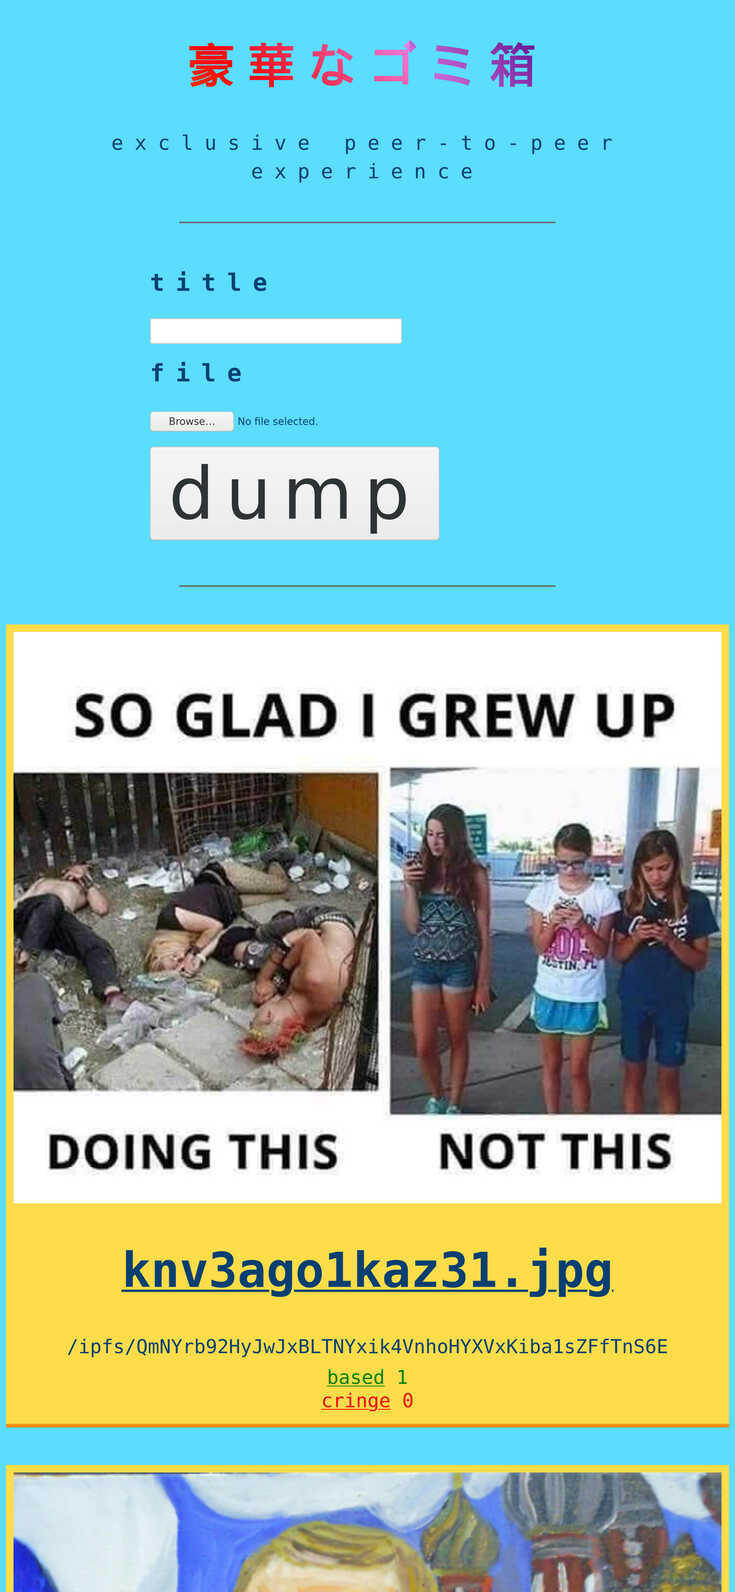 豪華なゴミ箱
exclusive peer-to-peer
experience
title
file
Browse... No file selected.
dump
SO GLAD I GREW UP
DOING THIS NOT THIS
knv3ago1kaz31.jpg
/ipfs/QmNYrb92HyJwJxBLTNYxik4VnhoHYXVxKiba1sZFfTnS6E
based 1
cringe 0